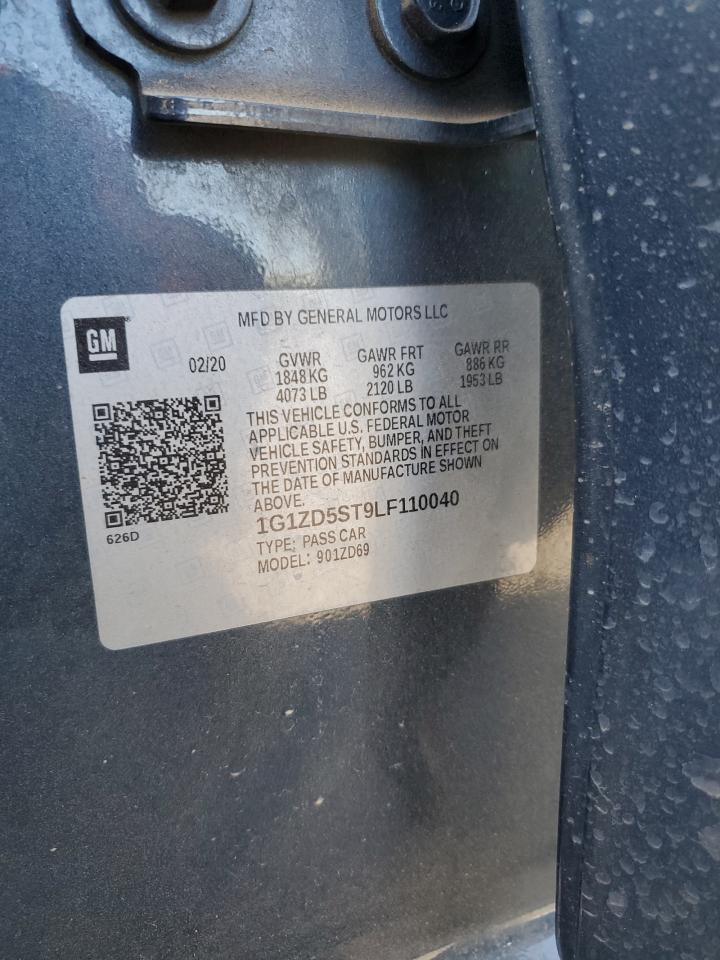 GM
MFD BY GENERAL MOTORS LLC
02/20
GVWR GAWR FRT GAWR RR
1848 KG 962 KG 886 KG
4073 LB 2120 LB 1953 LB
THIS VEHICLE CONFORMS TO ALL
APPLICABLE U.S. FEDERAL MOTOR
VEHICLE SAFETY, BUMPER, AND THEFT
PREVENTION STANDARDS IN EFFECT ON
THE DATE OF MANUFACTURE SHOWN
ABOVE.
1G1ZD5ST9LF110040
TYPE: PASS CAR
MODEL: 901ZD69
626D